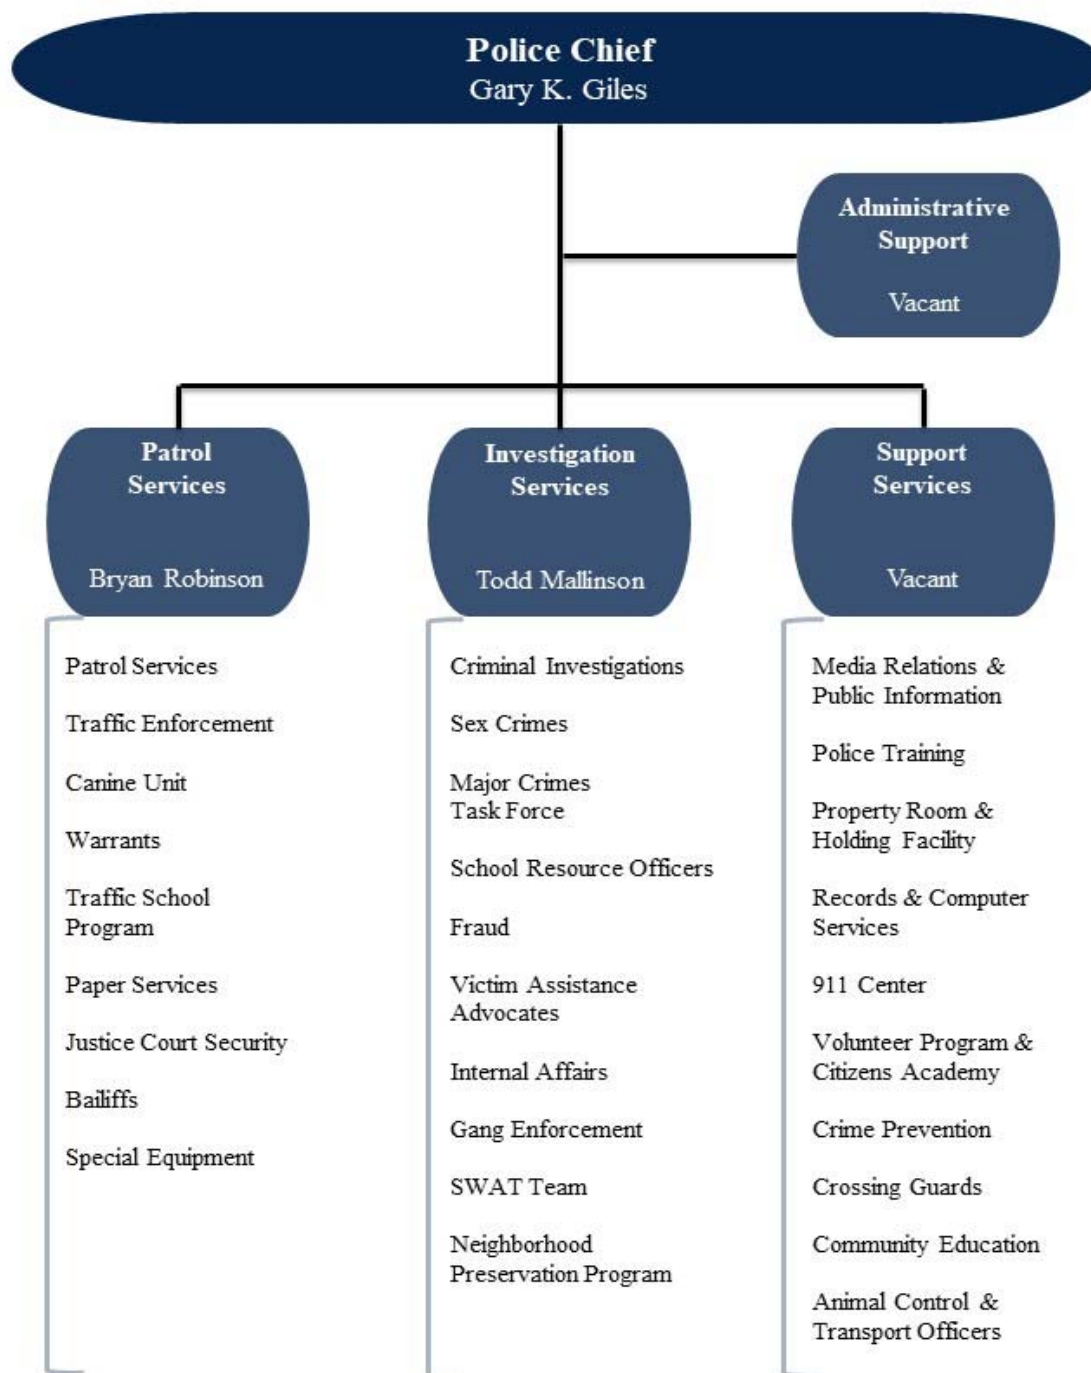 Police Chief
Gary K. Giles
Administrative
Support
Vacant
Patrol
Services
Bryan Robinson
Investigation
Services
Todd Mallinson
Support
Services
Vacant
Patrol Services
Traffic Enforcement
Canine Unit
Warrants
Traffic School
Program
Paper Services
Justice Court Security
Bailiffs
Special Equipment
Criminal Investigations
Sex Crimes
Major Crimes
Task Force
School Resource Officers
Fraud
Victim Assistance
Advocates
Internal Affairs
Gang Enforcement
SWAT Team
Neighborhood
Preservation Program
Media Relations &
Public Information
Police Training
Property Room &
Holding Facility
Records & Computer
Services
911 Center
Volunteer Program &
Citizens Academy
Crime Prevention
Crossing Guards
Community Education
Animal Control &
Transport Officers